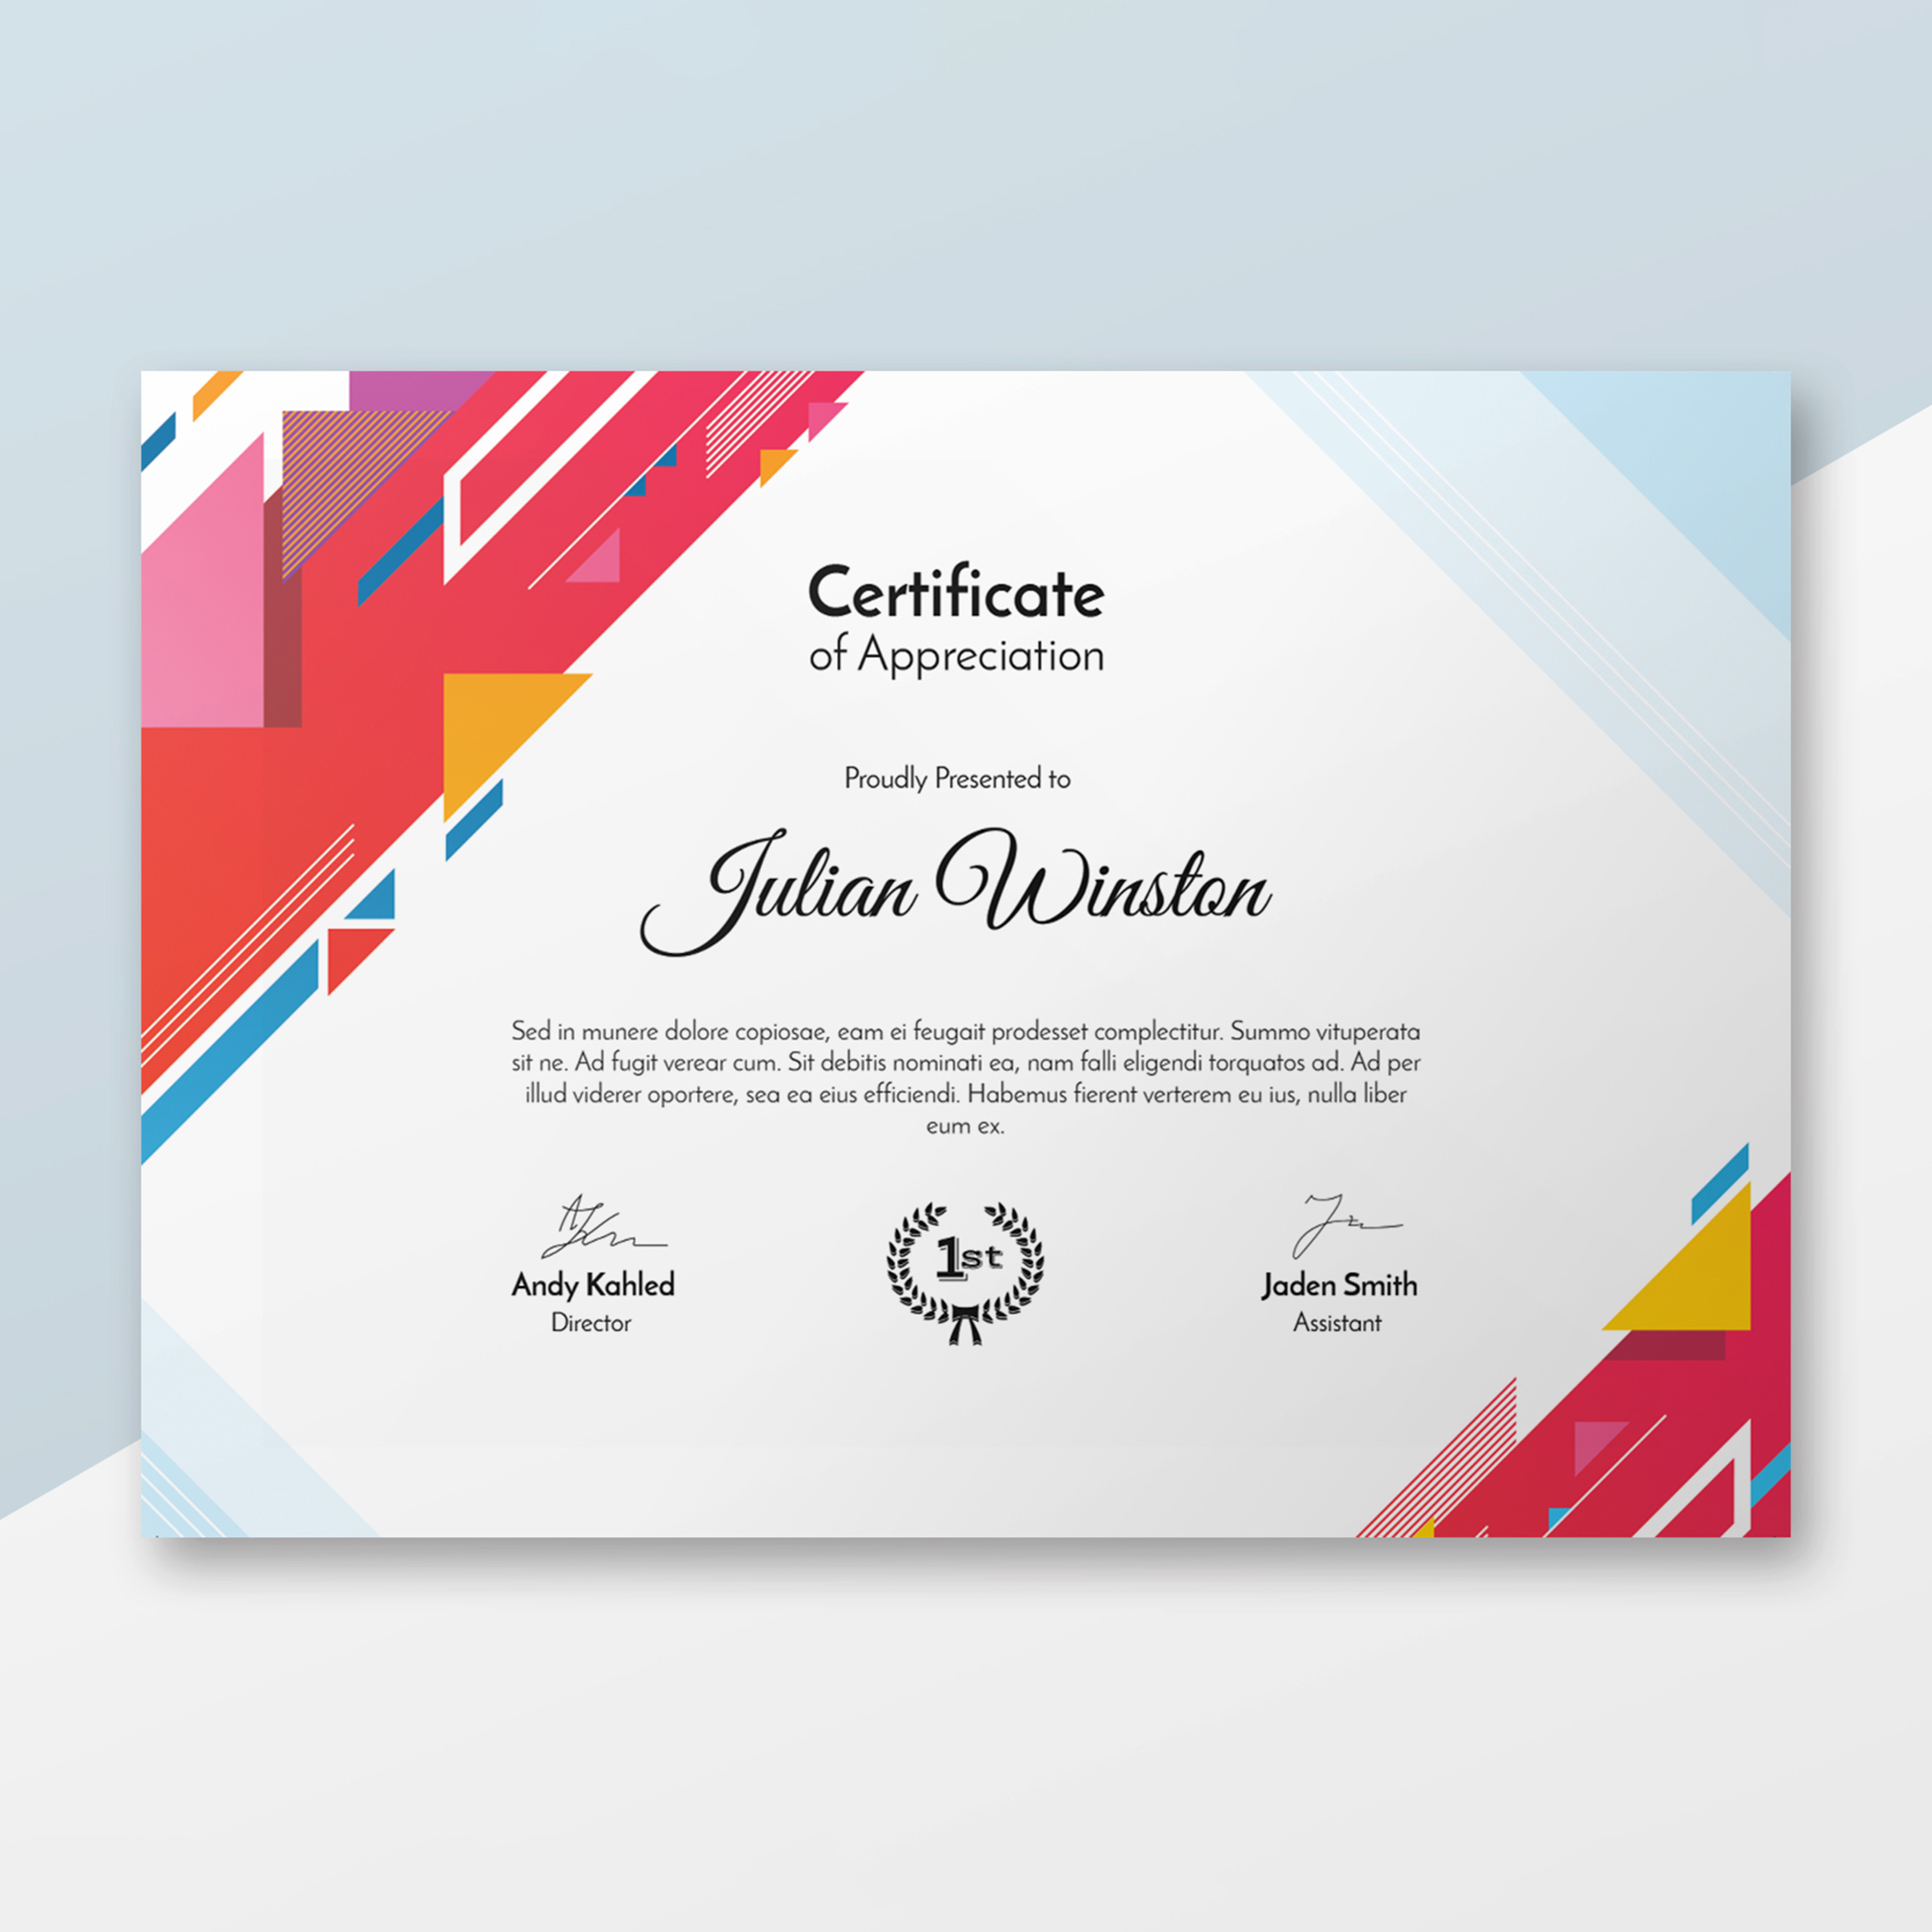 Certificate
of Appreciation
Proudly Presented to
Julian Winston
Sed in munere dolore copiosae, eam ei feugait prodesset complectitur. Summo vituperata
sit ne. Ad fugit verear cum. Sit debitis nominati ea, nam falli eligendi torquatos ad. Ad per
illud viderer oportere, sea ea eius efficiendi. Habemus fierent verterem eu ius, nulla liber
eum ex.
Andy Kahled
Director
1st
Jaden Smith
Assistant